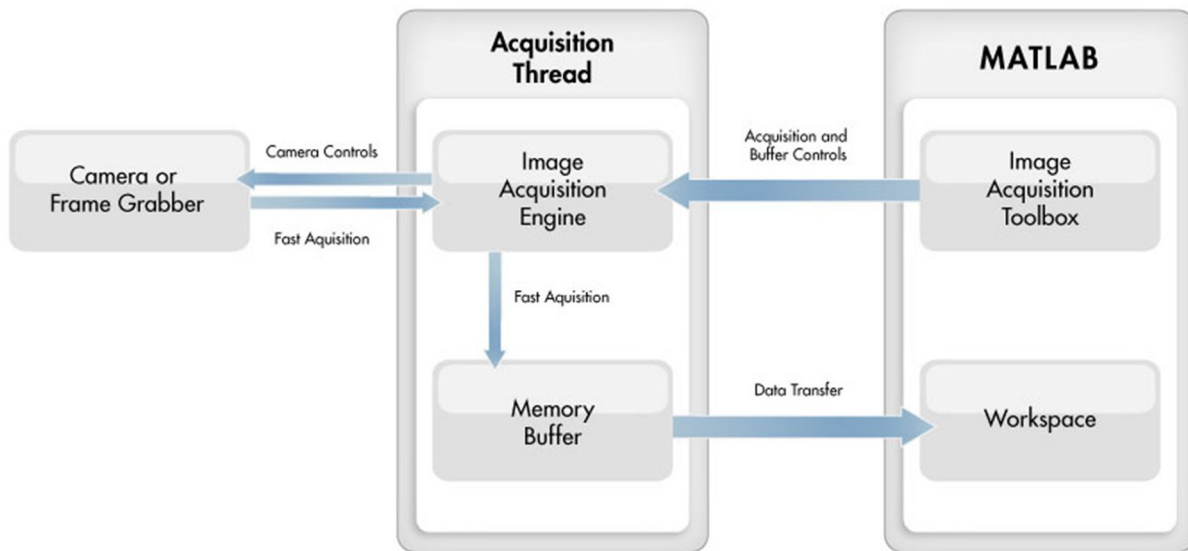 Acquisition
Thread
MATLAB
Camera or
Frame Grabber
Camera Controls
Fast Aquisition
Image
Acquisition
Engine
Acquisition and
Buffer Controls
Image
Acquisition
Toolbox
Fast Aquisition
Memory
Buffer
Data Transfer
Workspace